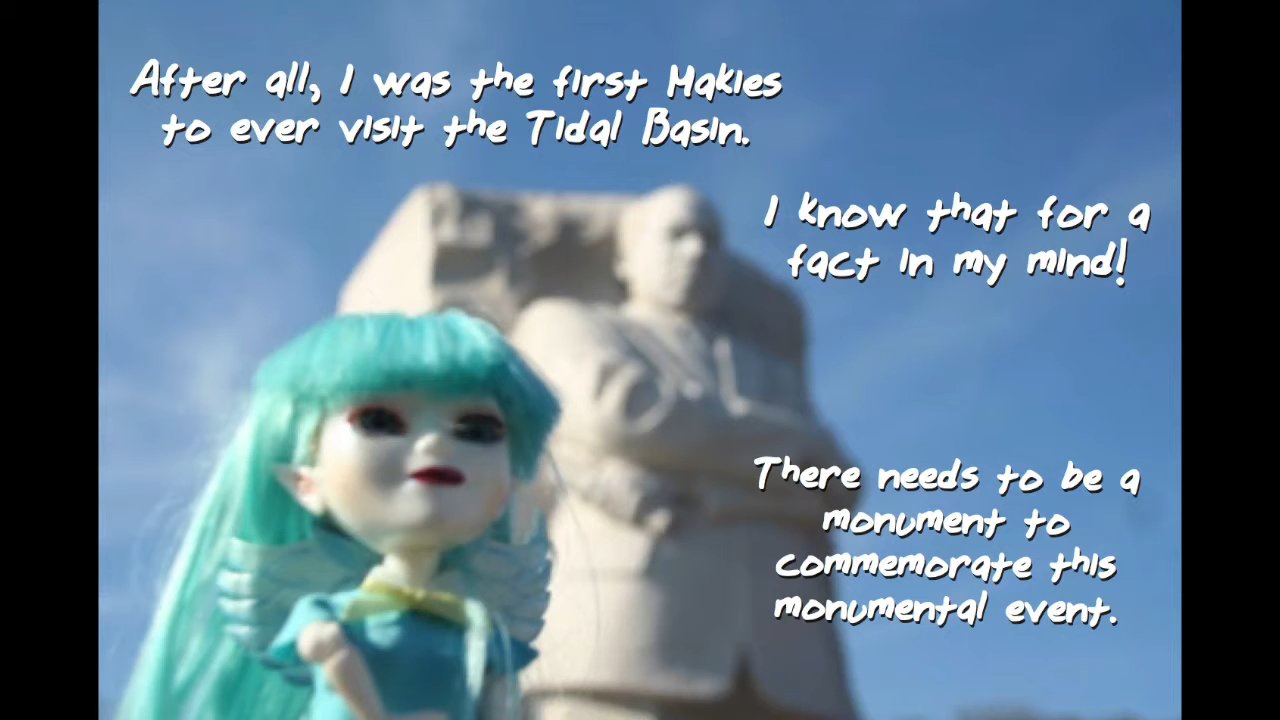 After all, I was the first Makies
to ever visit the Tidal Basin.
I know that for a
fact in my mind!
There needs to be a
monument to
commemorate this
monumental event.